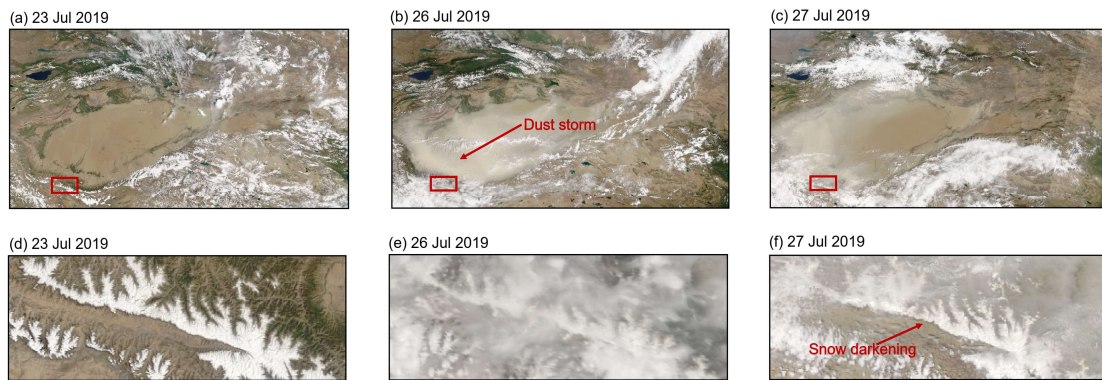 (a) 23 Jul 2019
(b) 26 Jul 2019
(c) 27 Jul 2019
Dust storm
(d) 23 Jul 2019
(e) 26 Jul 2019
(f) 27 Jul 2019
Snow darkening